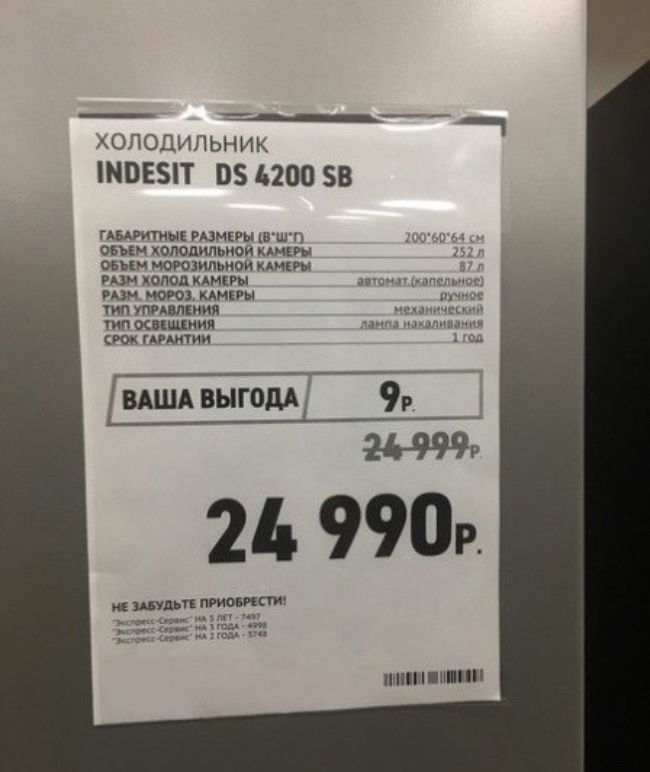 ХОЛОДИЛЬНИК
INDESIT DS 4200 SB
ГАБАРИТНЫЕ РАЗМЕРЫ (В*Ш*Г) 200*60*64 см
ОБЪЕМ ХОЛОДИЛЬНОЙ КАМЕРЫ 252 л
ОБЪЕМ МОРОЗИЛЬНОЙ КАМЕРЫ 87 л
РАЗМ ХОЛОД КАМЕРЫ автомат.(капельное)
РАЗМ. МОРОЗ. КАМЕРЫ ручное
ТИП УПРАВЛЕНИЯ механический
ТИП ОСВЕЩЕНИЯ лампа накаливания
СРОК ГАРАНТИИ 1 год
ВАША ВЫГОДА 9Р.
24 999Р.
24 990Р.
НЕ ЗАБУДЬТЕ ПРИОБРЕСТИ!
"Экспресс-Сервис" НА 5 ЛЕТ - 7497
"Экспресс-Сервис" НА 3 ГОДА - 4998
"Экспресс-Сервис" НА 2 ГОДА - 3748